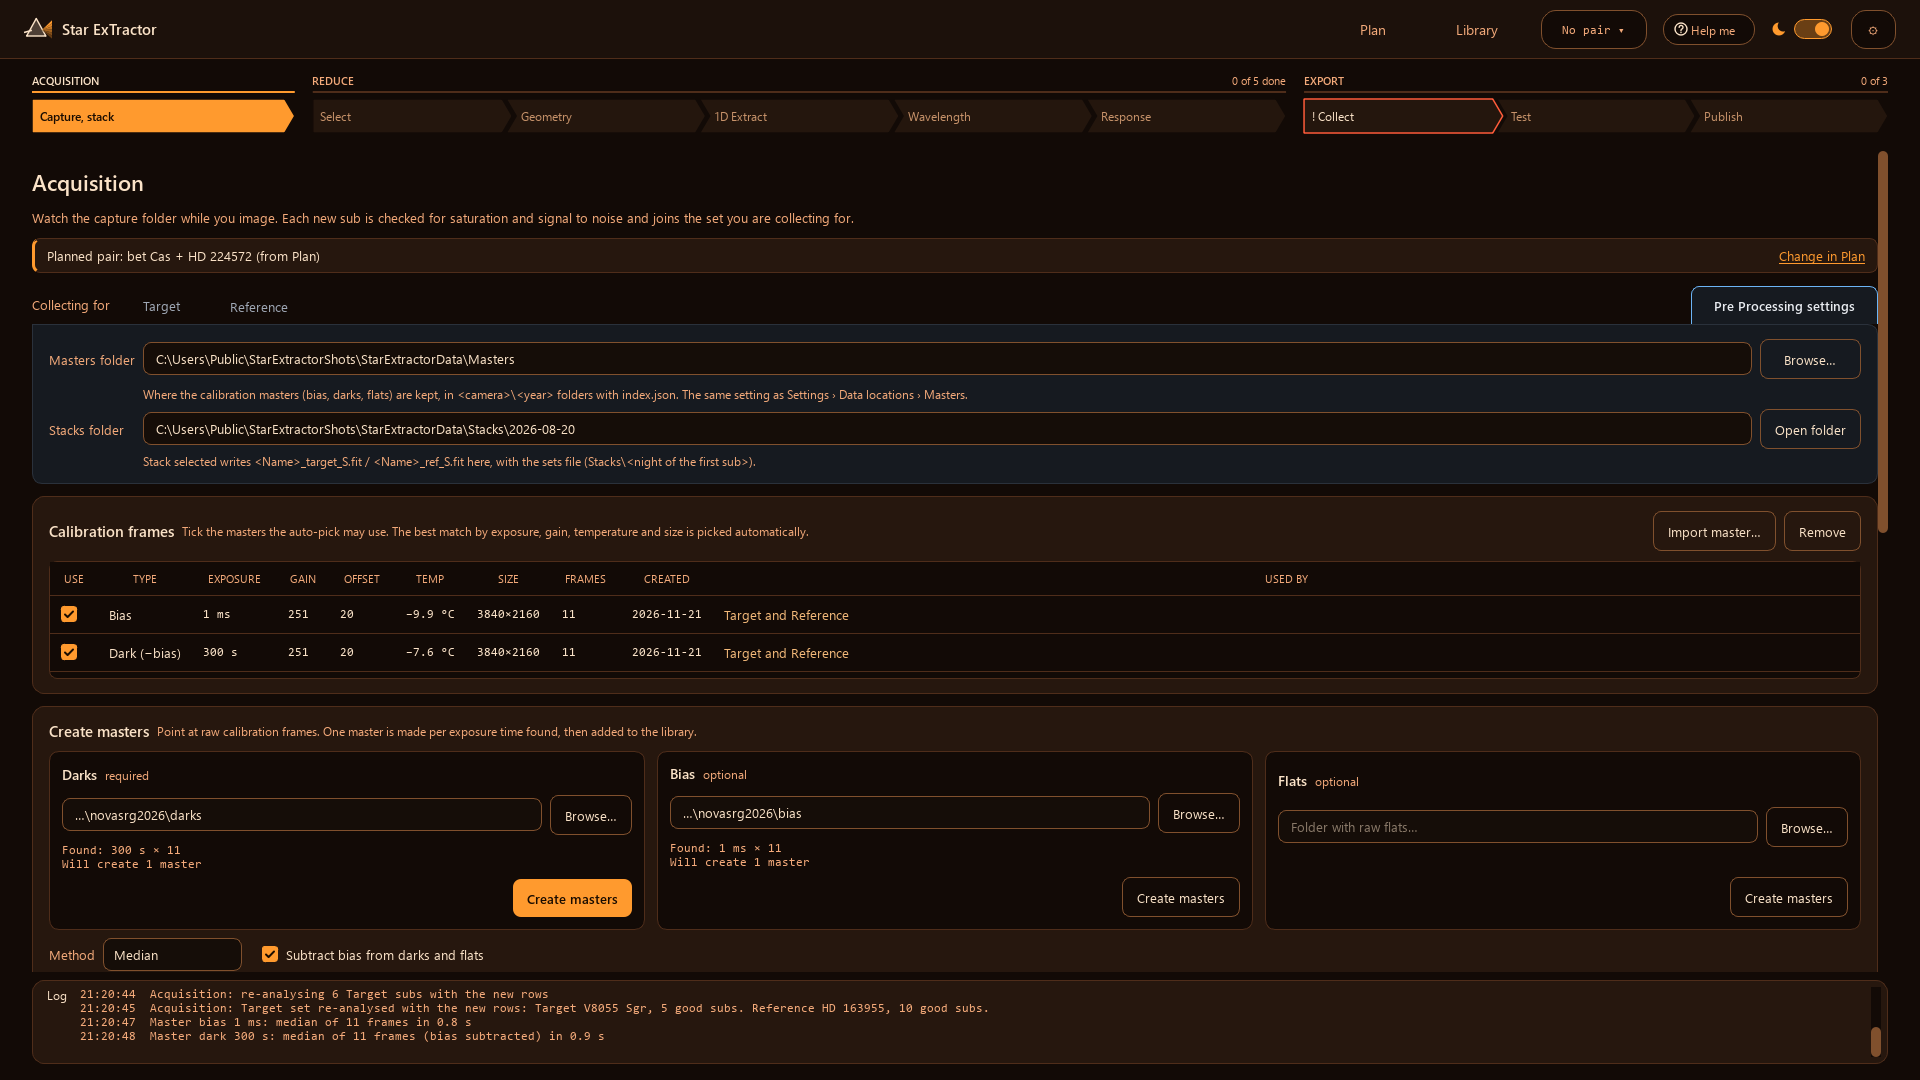 Star ExTractor
Plan
Library
No pair ▾
Help me
ACQUISITION
REDUCE
0 of 5 done
EXPORT
0 of 3
Capture, stack
Select
Geometry
1D Extract
Wavelength
Response
! Collect
Test
Publish
Acquisition
Watch the capture folder while you image. Each new sub is checked for saturation and signal to noise and joins the set you are collecting for.
Planned pair: bet Cas + HD 224572 (from Plan)
Change in Plan
Collecting for
Target
Reference
Pre Processing settings
Masters folder
C:\Users\Public\StarExtractorShots\StarExtractorData\Masters
Browse...
Where the calibration masters (bias, darks, flats) are kept, in <camera>\<year> folders with index.json. The same setting as Settings › Data locations › Masters.
Stacks folder
C:\Users\Public\StarExtractorShots\StarExtractorData\Stacks\2026-08-20
Open folder
Stack selected writes <Name>_target_S.fit / <Name>_ref_S.fit here, with the sets file (Stacks\<night of the first sub>).
Calibration frames
Tick the masters the auto-pick may use. The best match by exposure, gain, temperature and size is picked automatically.
Import master...
Remove
USE TYPE EXPOSURE GAIN OFFSET TEMP SIZE FRAMES CREATED USED BY
Bias 1 ms 251 20 −9.9 °C 3840×2160 11 2026-11-21 Target and Reference
Dark (−bias) 300 s 251 20 −7.6 °C 3840×2160 11 2026-11-21 Target and Reference
Create masters
Point at raw calibration frames. One master is made per exposure time found, then added to the library.
Darks required
...\novasrg2026\darks
Browse...
Found: 300 s × 11
Will create 1 master
Create masters
Bias optional
...\novasrg2026\bias
Browse...
Found: 1 ms × 11
Will create 1 master
Create masters
Flats optional
Folder with raw flats...
Browse...
Create masters
Method
Median
Subtract bias from darks and flats
Log
21:20:44 Acquisition: re-analysing 6 Target subs with the new rows
21:20:45 Acquisition: Target set re-analysed with the new rows: Target V8055 Sgr, 5 good subs. Reference HD 163955, 10 good subs.
21:20:47 Master bias 1 ms: median of 11 frames in 0.8 s
21:20:48 Master dark 300 s: median of 11 frames (bias subtracted) in 0.9 s